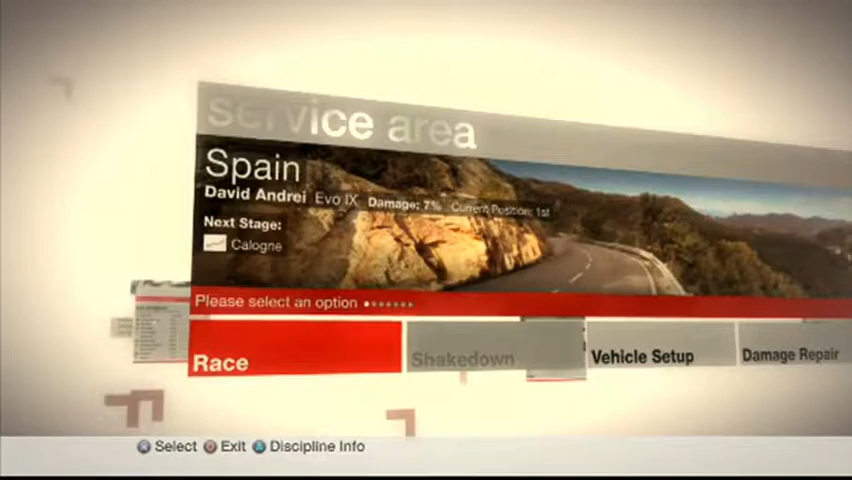 service area
Spain
David Andrei Evo IX Damage: 7% Current Position: 1st
Next Stage:
Calogne
Please select an option
Race
Shakedown
Vehicle Setup
Damage Repair
Select Exit Discipline Info